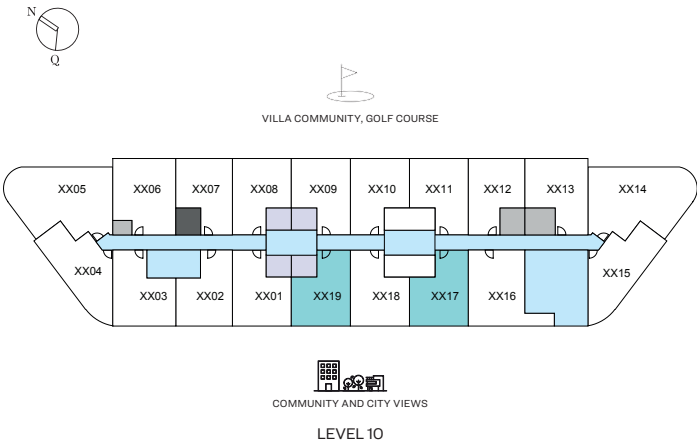 N
Q
VILLA COMMUNITY, GOLF COURSE
XX05 XX06 XX07 XX08 XX09 XX10 XX11 XX12 XX13 XX14
XX04 XX15
XX03 XX02 XX01 XX19 XX18 XX17 XX16
COMMUNITY AND CITY VIEWS
LEVEL 10